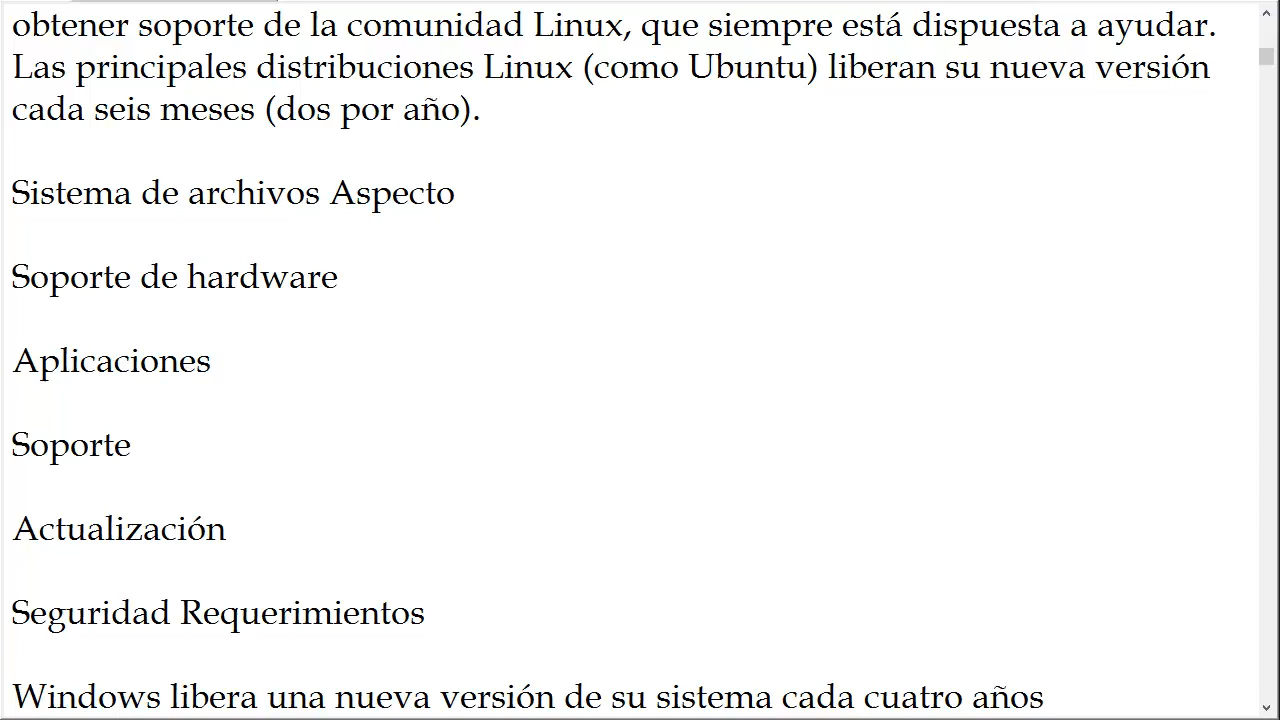 obtener soporte de la comunidad Linux, que siempre está dispuesta a ayudar.
Las principales distribuciones Linux (como Ubuntu) liberan su nueva versión
cada seis meses (dos por año).
Sistema de archivos Aspecto
Soporte de hardware
Aplicaciones
Soporte
Actualización
Seguridad Requerimientos
Windows libera una nueva versión de su sistema cada cuatro años